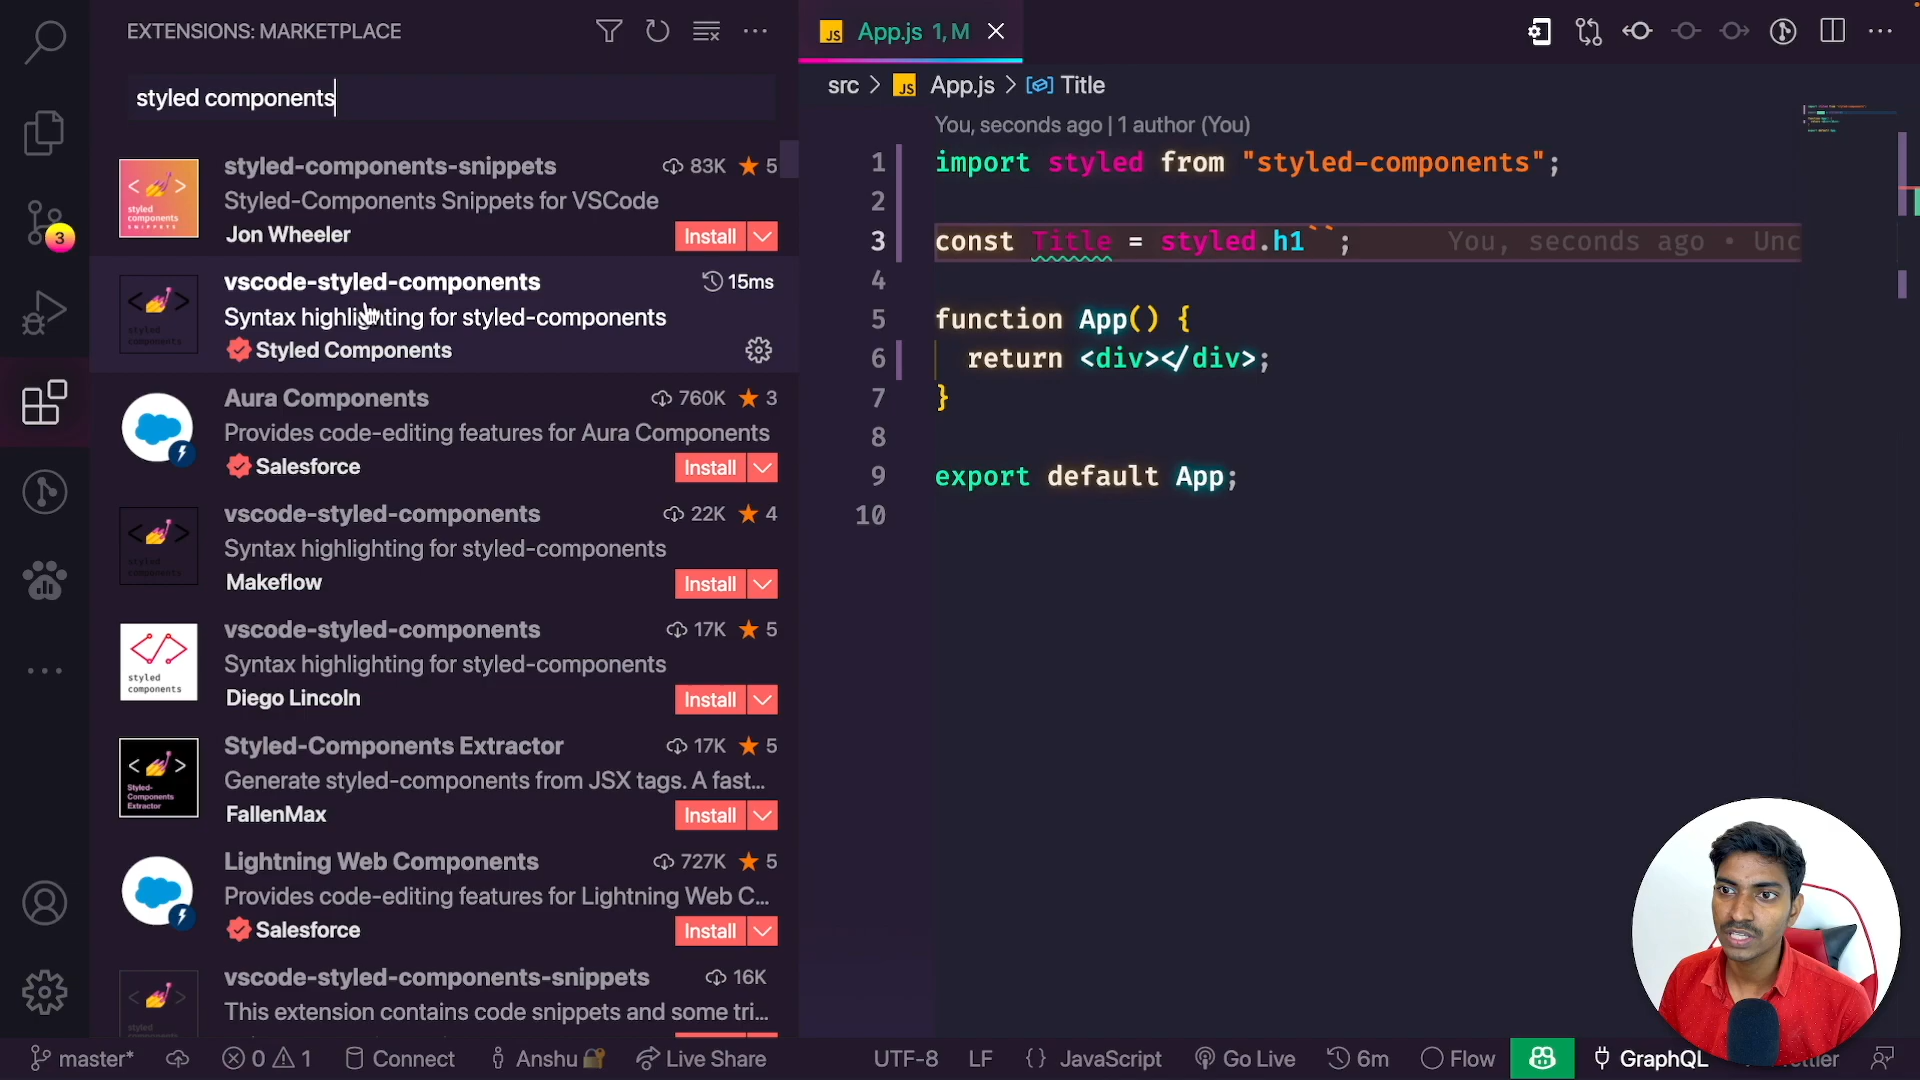 EXTENSIONS: MARKETPLACE
styled components
styled-components-snippets 83K 5
Styled-Components Snippets for VSCode
Jon Wheeler Install
vscode-styled-components 15ms
Syntax highlighting for styled-components
Styled Components
Aura Components 760K 3
Provides code-editing features for Aura Components
Salesforce Install
vscode-styled-components 22K 4
Syntax highlighting for styled-components
Makeflow Install
vscode-styled-components 17K 5
Syntax highlighting for styled-components
Diego Lincoln Install
Styled-Components Extractor 17K 5
Generate styled-components from JSX tags. A fast...
FallenMax Install
Lightning Web Components 727K 5
Provides code-editing features for Lightning Web C...
Salesforce Install
vscode-styled-components-snippets 16K
This extension contains code snippets and some tri...
3
JS App.js 1, M
src > JS App.js > Title
You, seconds ago | 1 author (You)
1 import styled from "styled-components";
2
3 const Title = styled.h1``; You, seconds ago • Unc
4
5 function App() {
6 return <div></div>;
7 }
8
9 export default App;
10
master* 0 1 Connect Anshu Live Share UTF-8 LF {} JavaScript Go Live 6m Flow GraphQL